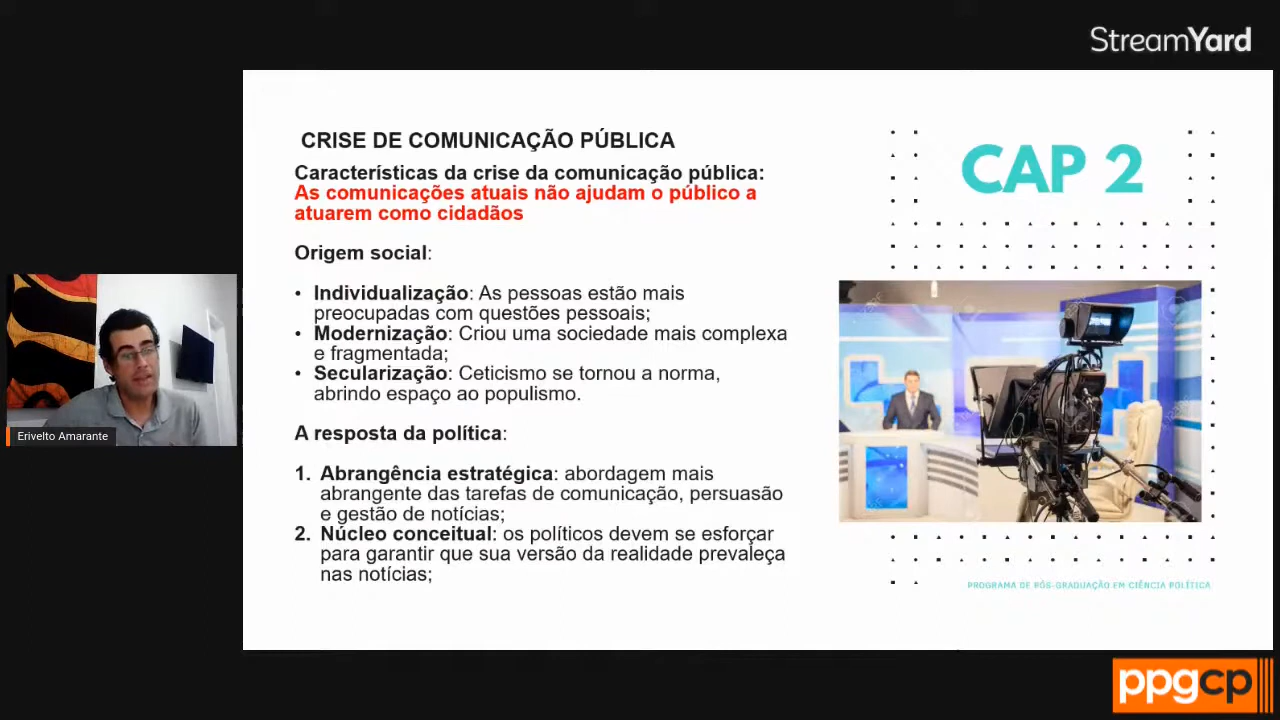 StreamYard
CRISE DE COMUNICAÇÃO PÚBLICA
Características da crise da comunicação pública:
As comunicações atuais não ajudam o público a
atuarem como cidadãos
Origem social:
• Individualização: As pessoas estão mais
preocupadas com questões pessoais;
• Modernização: Criou uma sociedade mais complexa
e fragmentada;
• Secularização: Ceticismo se tornou a norma,
abrindo espaço ao populismo.
A resposta da política:
1. Abrangência estratégica: abordagem mais
abrangente das tarefas de comunicação, persuasão
e gestão de notícias;
2. Núcleo conceitual: os políticos devem se esforçar
para garantir que sua versão da realidade prevaleça
nas notícias;
CAP 2
PROGRAMA DE PÓS-GRADUAÇÃO EM CIÊNCIA POLÍTICA
Erivelto Amarante
ppgcp